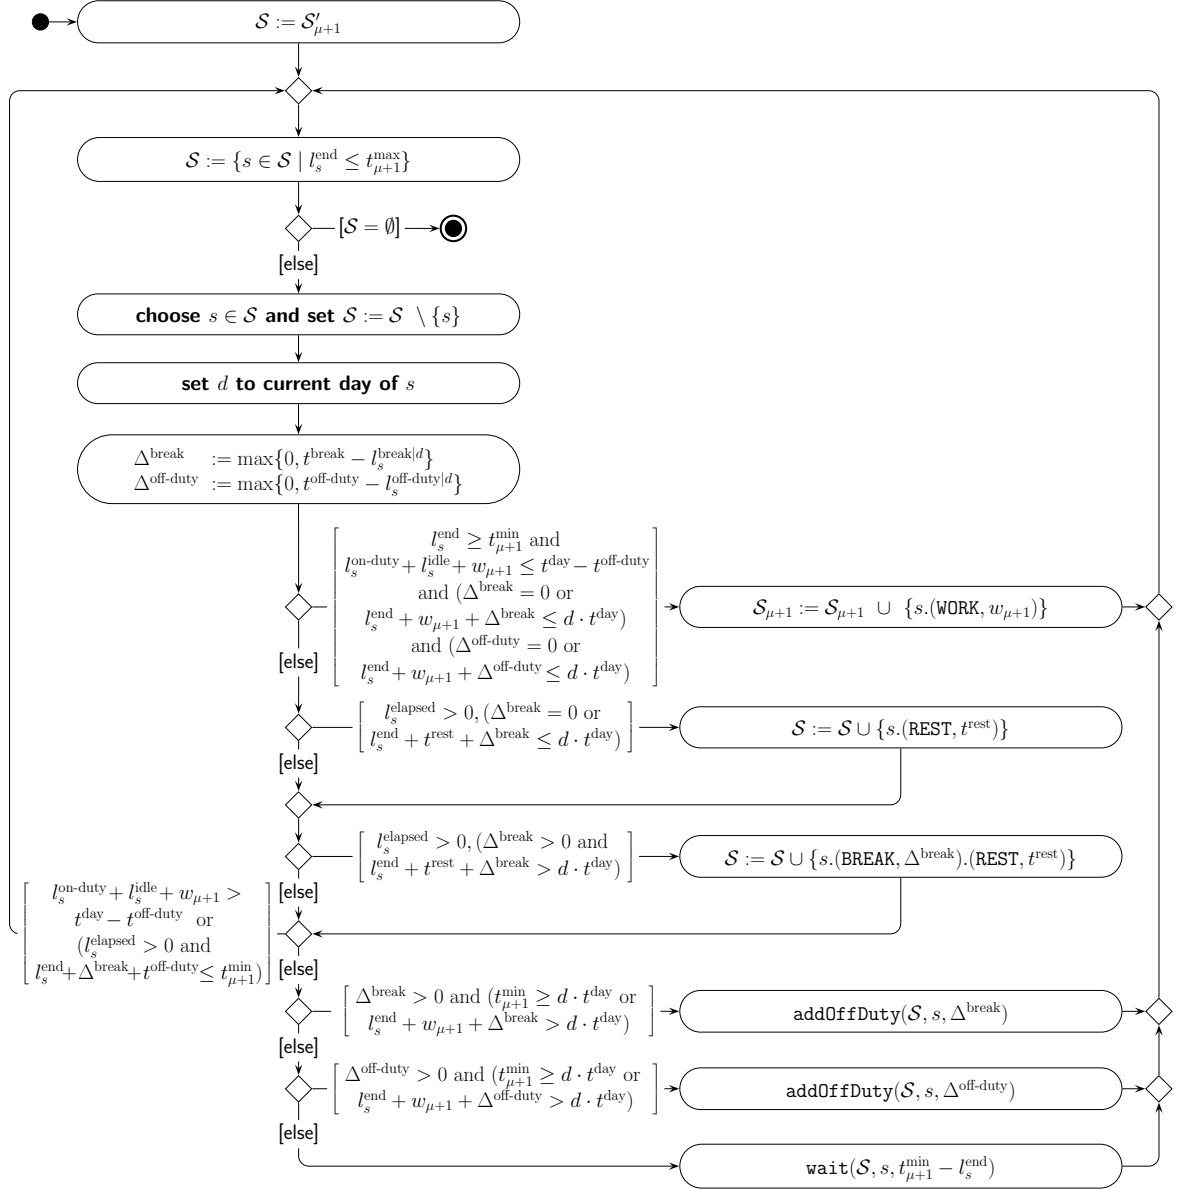 𝒮 := 𝒮′_{μ+1}
𝒮 := {s ∈ 𝒮 | l_s^{end} ≤ t_{μ+1}^{max}}
[𝒮 = ∅]
[else]
choose s ∈ 𝒮 and set 𝒮 := 𝒮 \ {s}
set d to current day of s
Δ^{break} := max{0, t^{break} − l_s^{break|d}}
Δ^{off-duty} := max{0, t^{off-duty} − l_s^{off-duty|d}}
[l_s^{end} ≥ t_{μ+1}^{min} and
l_s^{on-duty} + l_s^{idle} + w_{μ+1} ≤ t^{day} − t^{off-duty}
and (Δ^{break} = 0 or
l_s^{end} + w_{μ+1} + Δ^{break} ≤ d · t^{day})
and (Δ^{off-duty} = 0 or
l_s^{end} + w_{μ+1} + Δ^{off-duty} ≤ d · t^{day})]
𝒮_{μ+1} := 𝒮_{μ+1} ∪ {s.(WORK, w_{μ+1})}
[else]
[l_s^{elapsed} > 0, (Δ^{break} = 0 or
l_s^{end} + t^{rest} + Δ^{break} ≤ d · t^{day})]
𝒮 := 𝒮 ∪ {s.(REST, t^{rest})}
[else]
[l_s^{elapsed} > 0, (Δ^{break} > 0 and
l_s^{end} + t^{rest} + Δ^{break} > d · t^{day})]
𝒮 := 𝒮 ∪ {s.(BREAK, Δ^{break}).(REST, t^{rest})}
[else]
[l_s^{on-duty} + l_s^{idle} + w_{μ+1} >
t^{day} − t^{off-duty} or
(l_s^{elapsed} > 0 and
l_s^{end} + Δ^{break} + t^{off-duty} ≤ t_{μ+1}^{min})]
[else]
[Δ^{break} > 0 and (t_{μ+1}^{min} ≥ d · t^{day} or
l_s^{end} + w_{μ+1} + Δ^{break} > d · t^{day})]
addOffDuty(𝒮, s, Δ^{break})
[else]
[Δ^{off-duty} > 0 and (t_{μ+1}^{min} ≥ d · t^{day} or
l_s^{end} + w_{μ+1} + Δ^{off-duty} > d · t^{day})]
addOffDuty(𝒮, s, Δ^{off-duty})
[else]
wait(𝒮, s, t_{μ+1}^{min} − l_s^{end})